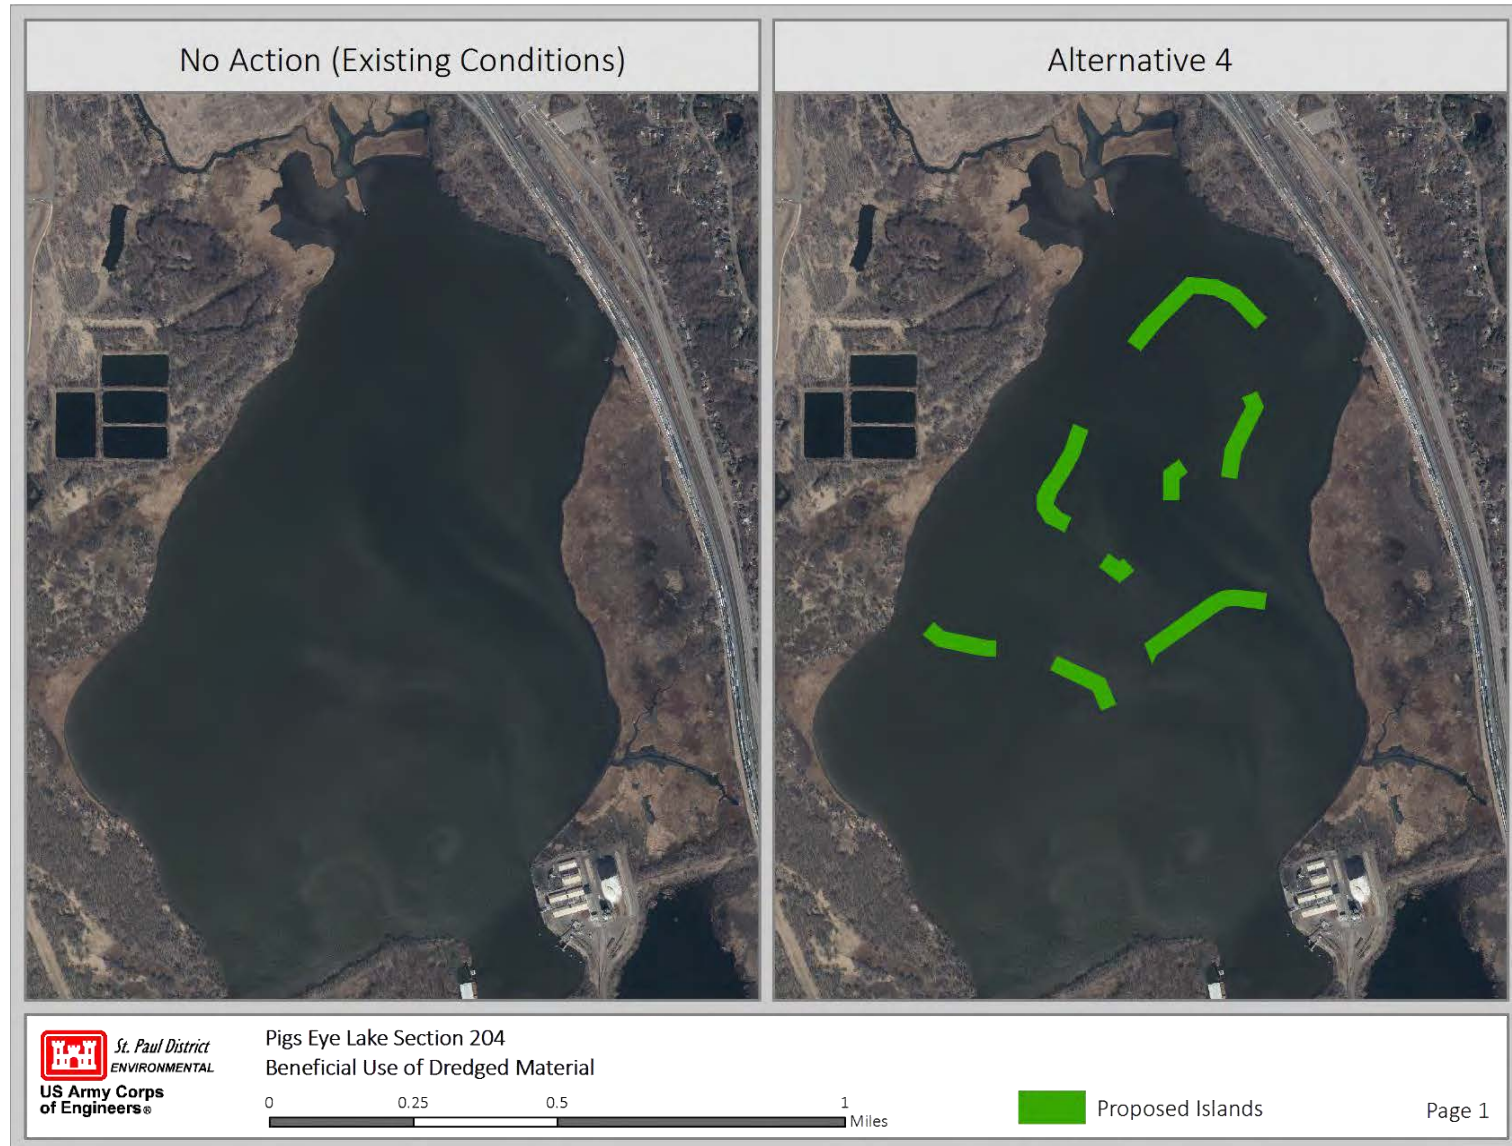 No Action (Existing Conditions)
Alternative 4
St. Paul District
ENVIRONMENTAL
US Army Corps
of Engineers®
Pigs Eye Lake Section 204
Beneficial Use of Dredged Material
0 0.25 0.5 1
Miles
Proposed Islands
Page 1